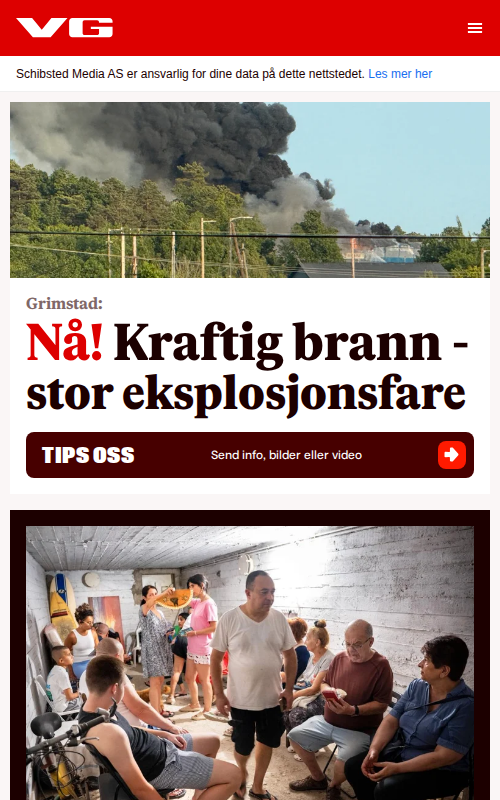 VG
Schibsted Media AS er ansvarlig for dine data på dette nettstedet. Les mer her
Grimstad:
Nå! Kraftig brann -
stor eksplosjonsfare
TIPS OSS Send info, bilder eller video